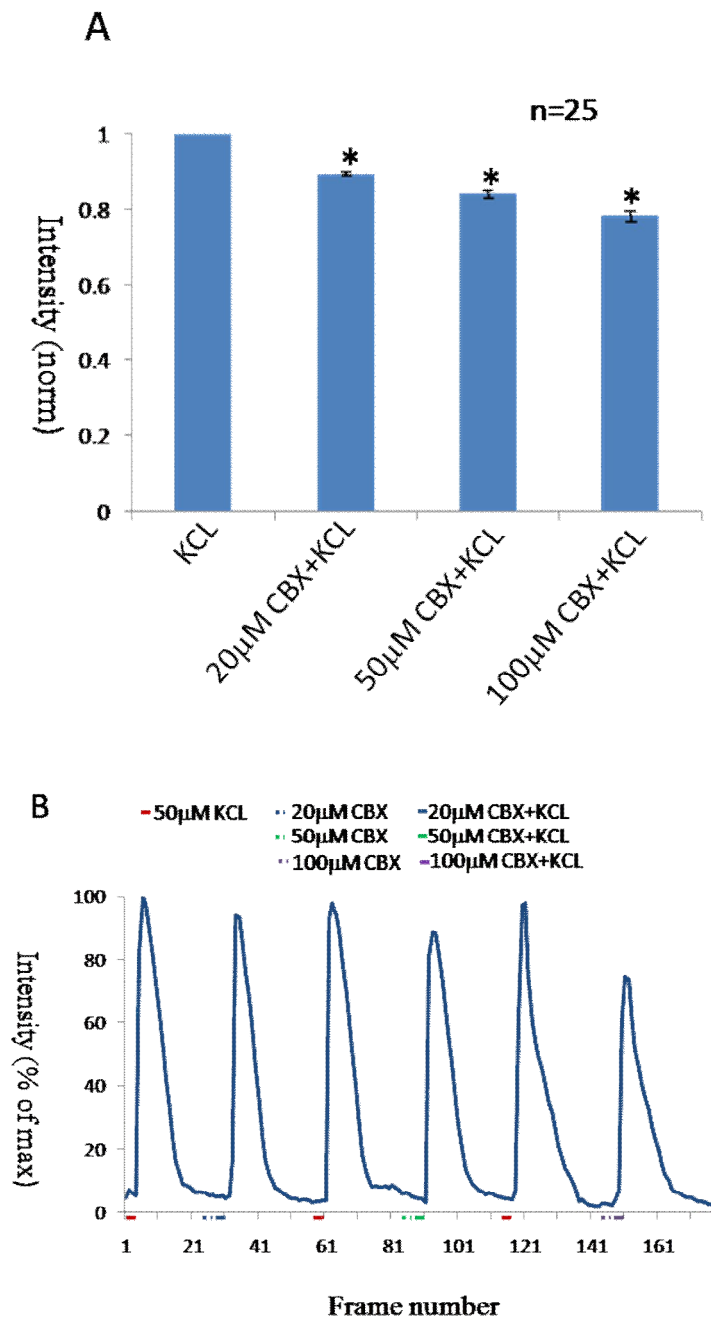 A
n=25
Intensity (norm)
1
0.8
0.6
0.4
0.2
0
KCL
20µM CBX+KCL
50µM CBX+KCL
100µM CBX+KCL
*
*
*
B
50µM KCL 20µM CBX 20µM CBX+KCL
50µM CBX 50µM CBX+KCL
100µM CBX 100µM CBX+KCL
Intensity (% of max)
100
80
60
40
20
0
1 21 41 61 81 101 121 141 161
Frame number